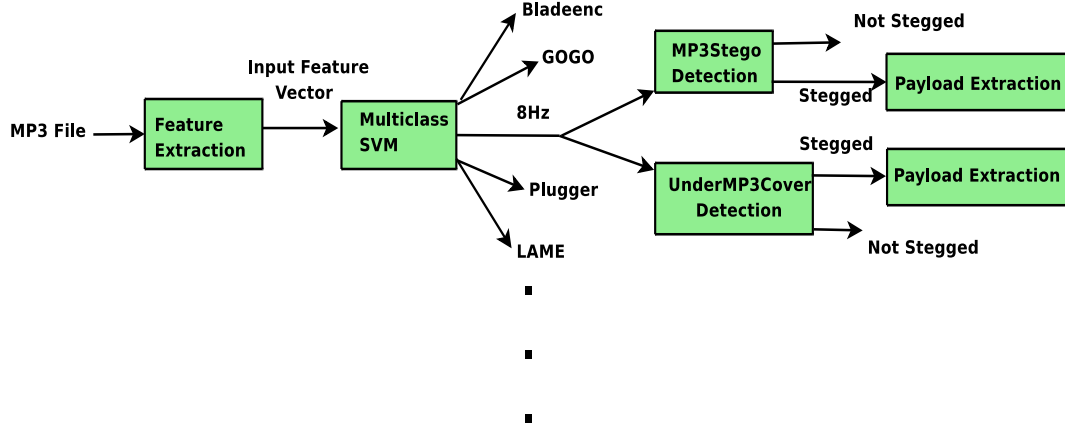 MP3 File
Feature
Extraction
Input Feature
Vector
Multiclass
SVM
Bladeenc
GOGO
8Hz
Plugger
LAME
MP3Stego
Detection
Not Stegged
Stegged
Payload Extraction
UnderMP3Cover
Detection
Stegged
Payload Extraction
Not Stegged